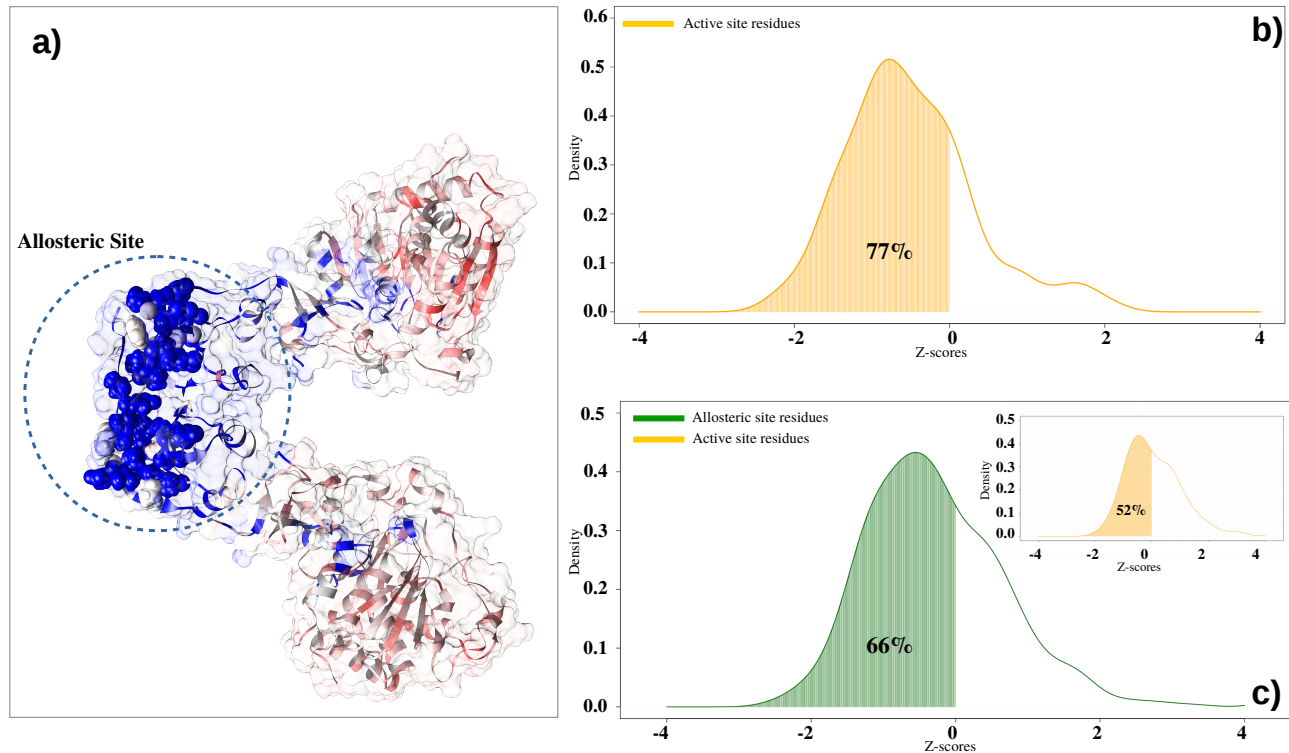 a)
Allosteric Site
b)
Active site residues
0.6
0.5
0.4
0.3
0.2
0.1
0.0
Density
77%
-4
-2
0
2
4
Z-scores
c)
Allosteric site residues
Active site residues
0.5
0.4
0.3
0.2
0.1
0.0
Density
66%
-4
-2
0
2
4
Z-scores
0.5
0.4
0.3
0.2
0.1
0.0
Density
52%
-4
-2
0
2
4
Z-scores